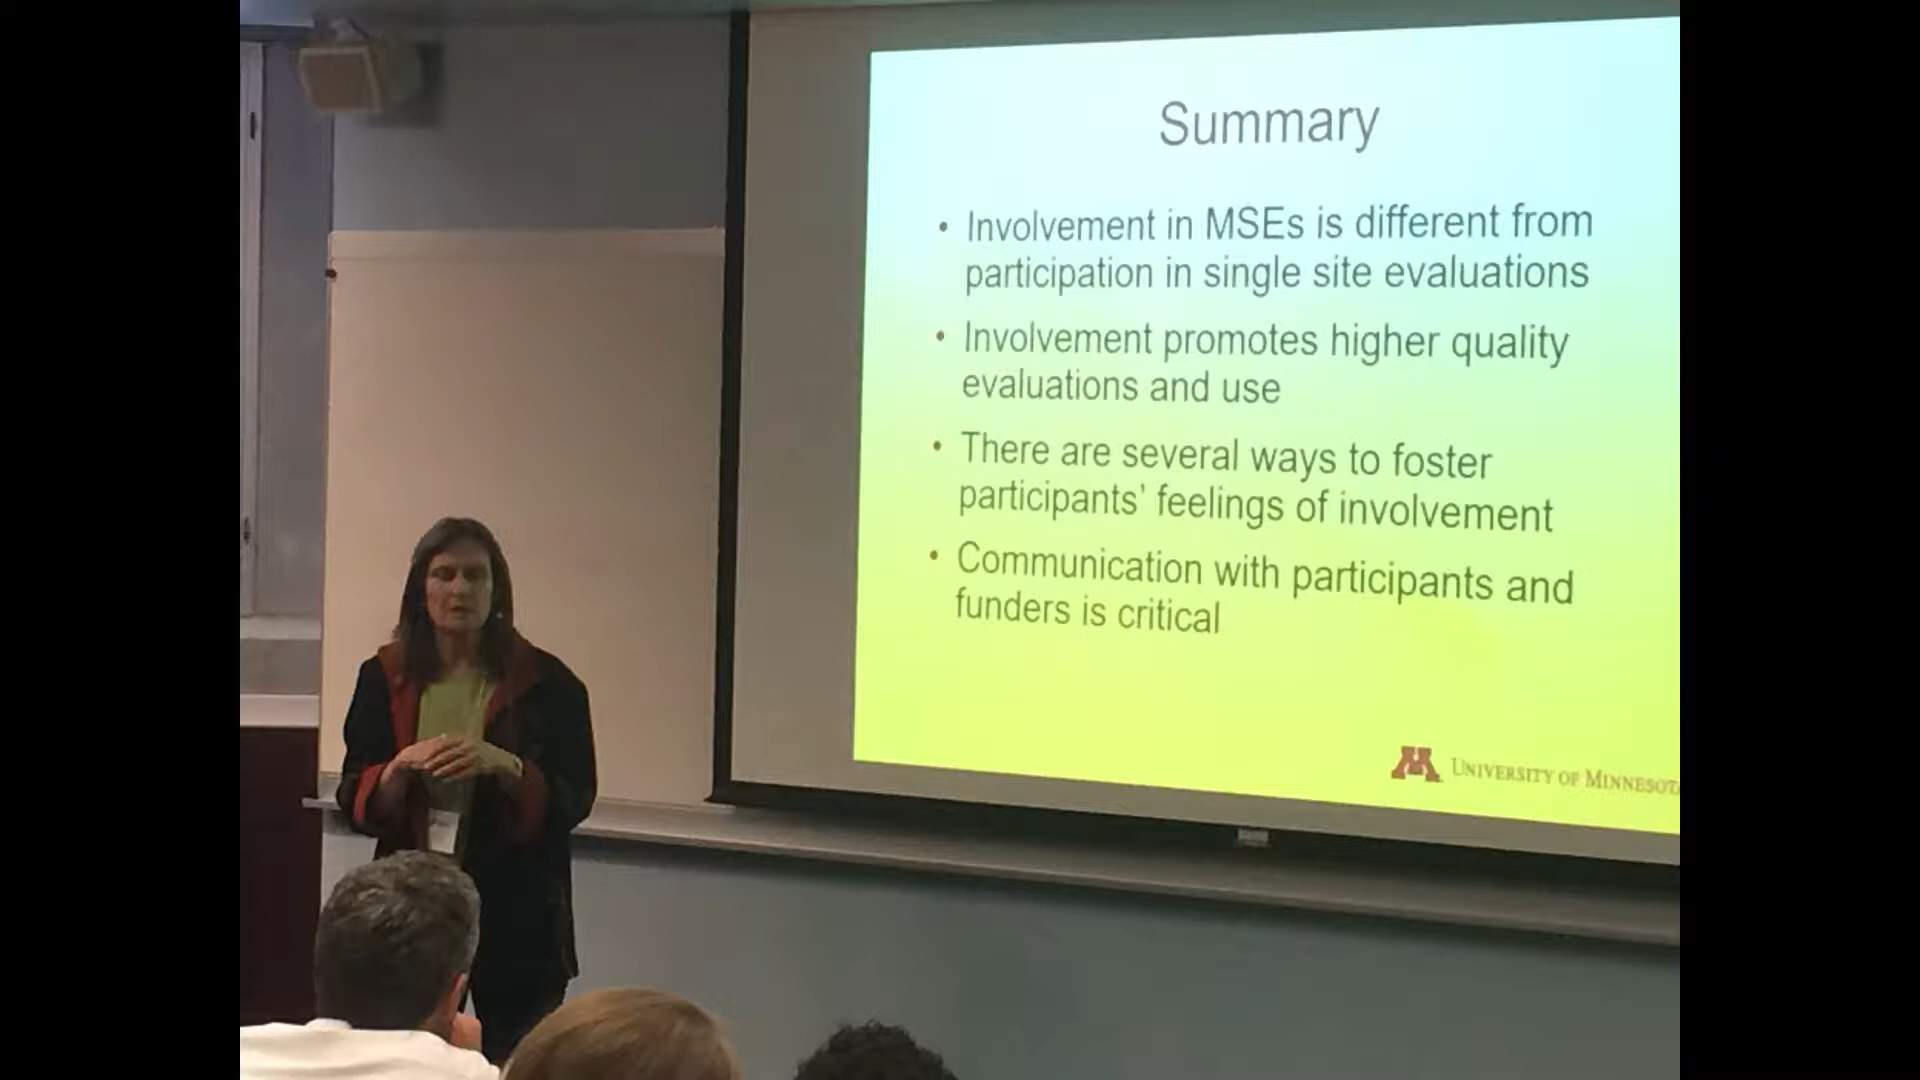 Summary
• Involvement in MSEs is different from
participation in single site evaluations
• Involvement promotes higher quality
evaluations and use
• There are several ways to foster
participants' feelings of involvement
• Communication with participants and
funders is critical
M UNIVERSITY OF MINNESOTA